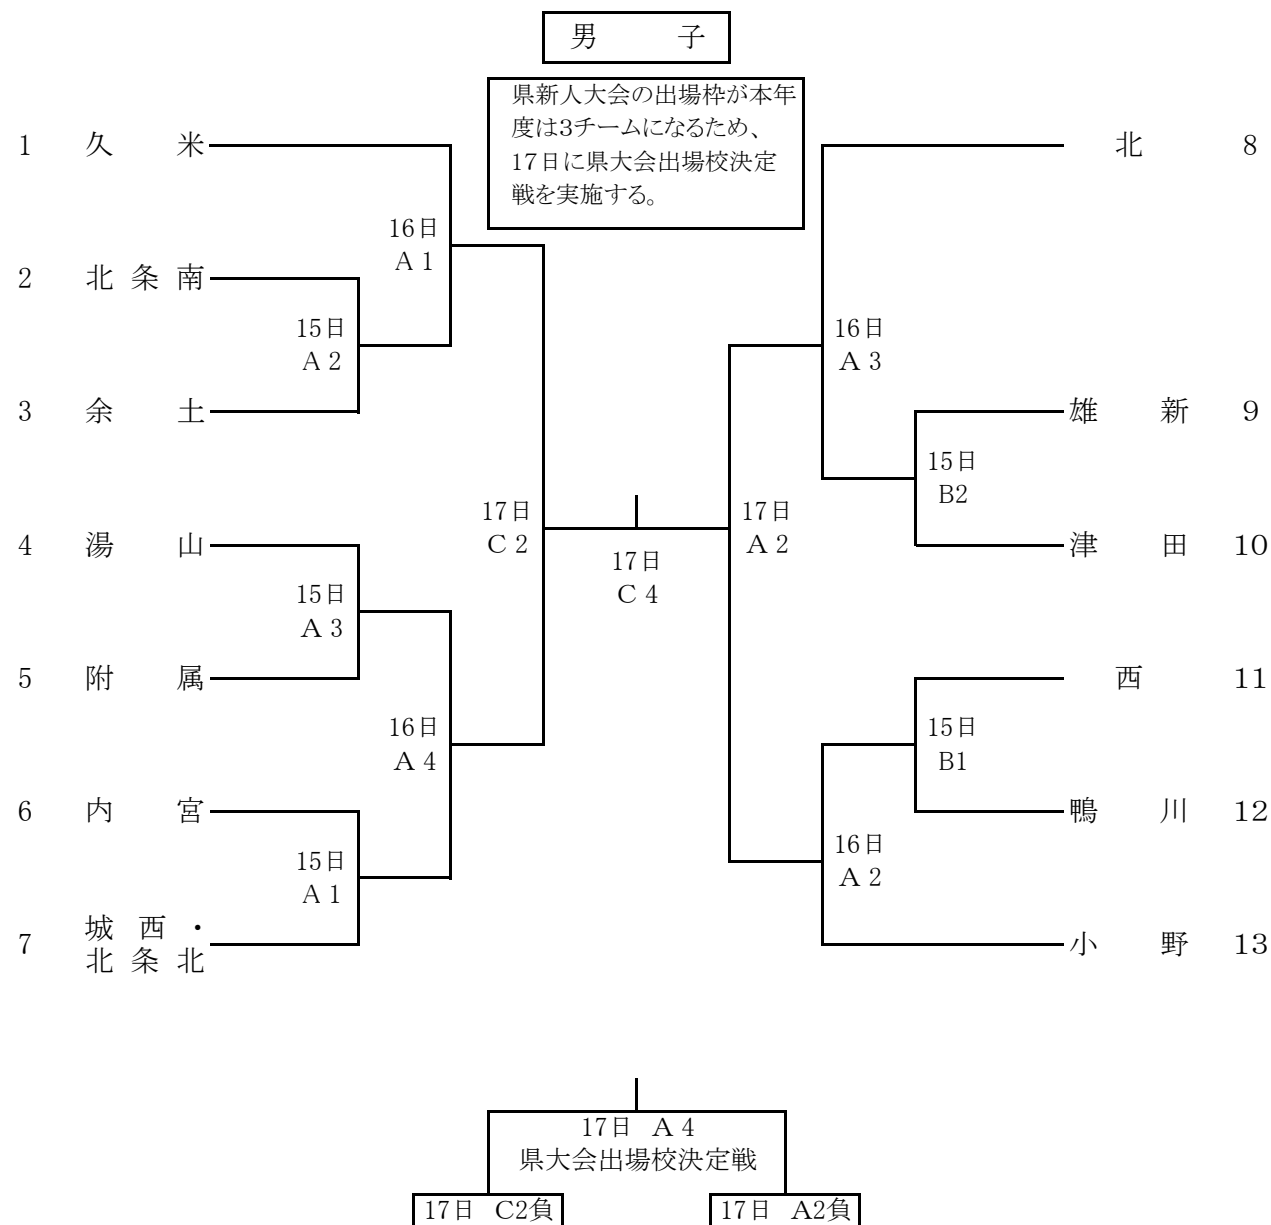 男 子
県新人大会の出場枠が本年
度は3チームになるため、
17日に県大会出場校決定
戦を実施する。
1 久 米
2 北 条 南
3 余 土
4 湯 山
5 附 属
6 内 宮
7 城 西 ・
北 条 北
16日
A 1
15日
A 2
15日
A 3
16日
A 4
15日
A 1
17日
C 2
17日
C 4
17日
A 2
16日
A 3
15日
B2
15日
B1
16日
A 2
北 8
雄 新 9
津 田 10
西 11
鴨 川 12
小 野 13
17日 A 4
県大会出場校決定戦
17日 C2負
17日 A2負